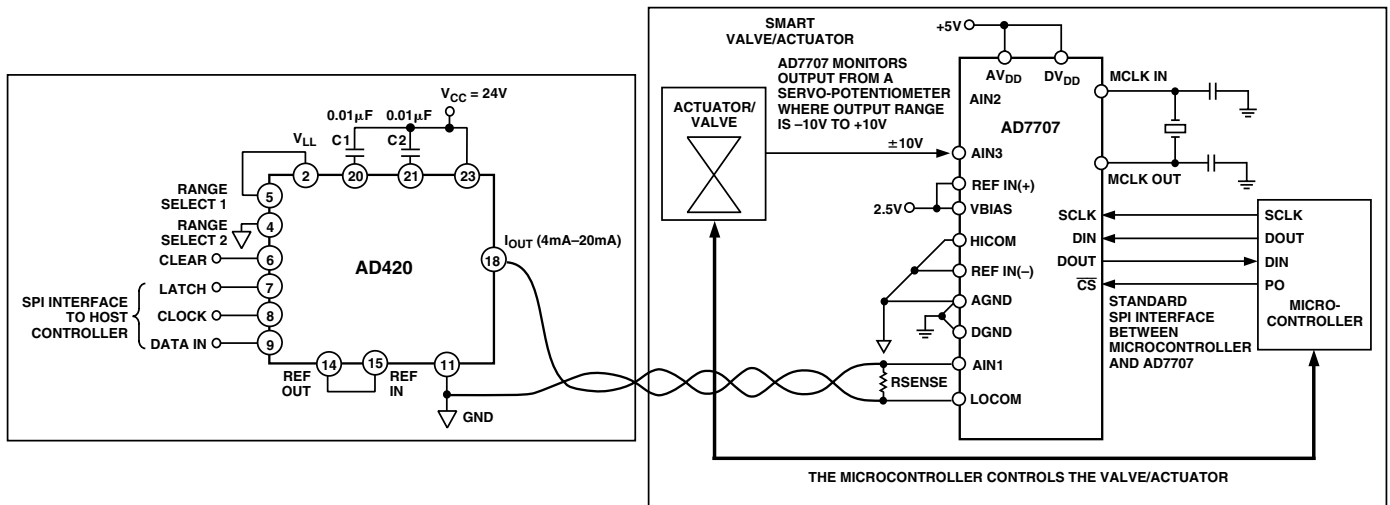 VCC = 24V
0.01µF
0.01µF
C1
C2
VLL
2
20
21
23
5
4
6
7
8
9
14
15
11
18
RANGE
SELECT 1
RANGE
SELECT 2
CLEAR
LATCH
CLOCK
DATA IN
SPI INTERFACE
TO HOST
CONTROLLER
AD420
IOUT (4mA–20mA)
REF
OUT
REF
IN
GND
SMART
VALVE/ACTUATOR
ACTUATOR/
VALVE
AD7707 MONITORS
OUTPUT FROM A
SERVO-POTENTIOMETER
WHERE OUTPUT RANGE
IS –10V TO +10V
±10V
+5V
AVDD
DVDD
AIN2
AD7707
AIN3
REF IN(+)
2.5V
VBIAS
HICOM
REF IN(–)
AGND
DGND
AIN1
RSENSE
LOCOM
MCLK IN
MCLK OUT
SCLK
DIN
DOUT
CS
SCLK
DOUT
DIN
PO
MICRO-
CONTROLLER
STANDARD
SPI INTERFACE
BETWEEN
MICROCONTROLLER
AND AD7707
THE MICROCONTROLLER CONTROLS THE VALVE/ACTUATOR